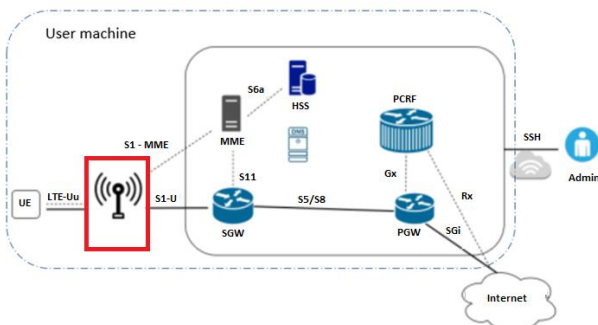 User machine
S6a
HSS
PCRF
S1 - MME
MME
DNS
SSH
Admin
S11
Gx
Rx
UE
LTE-Uu
S1-U
S5/S8
SGW
PGW
SGi
Internet